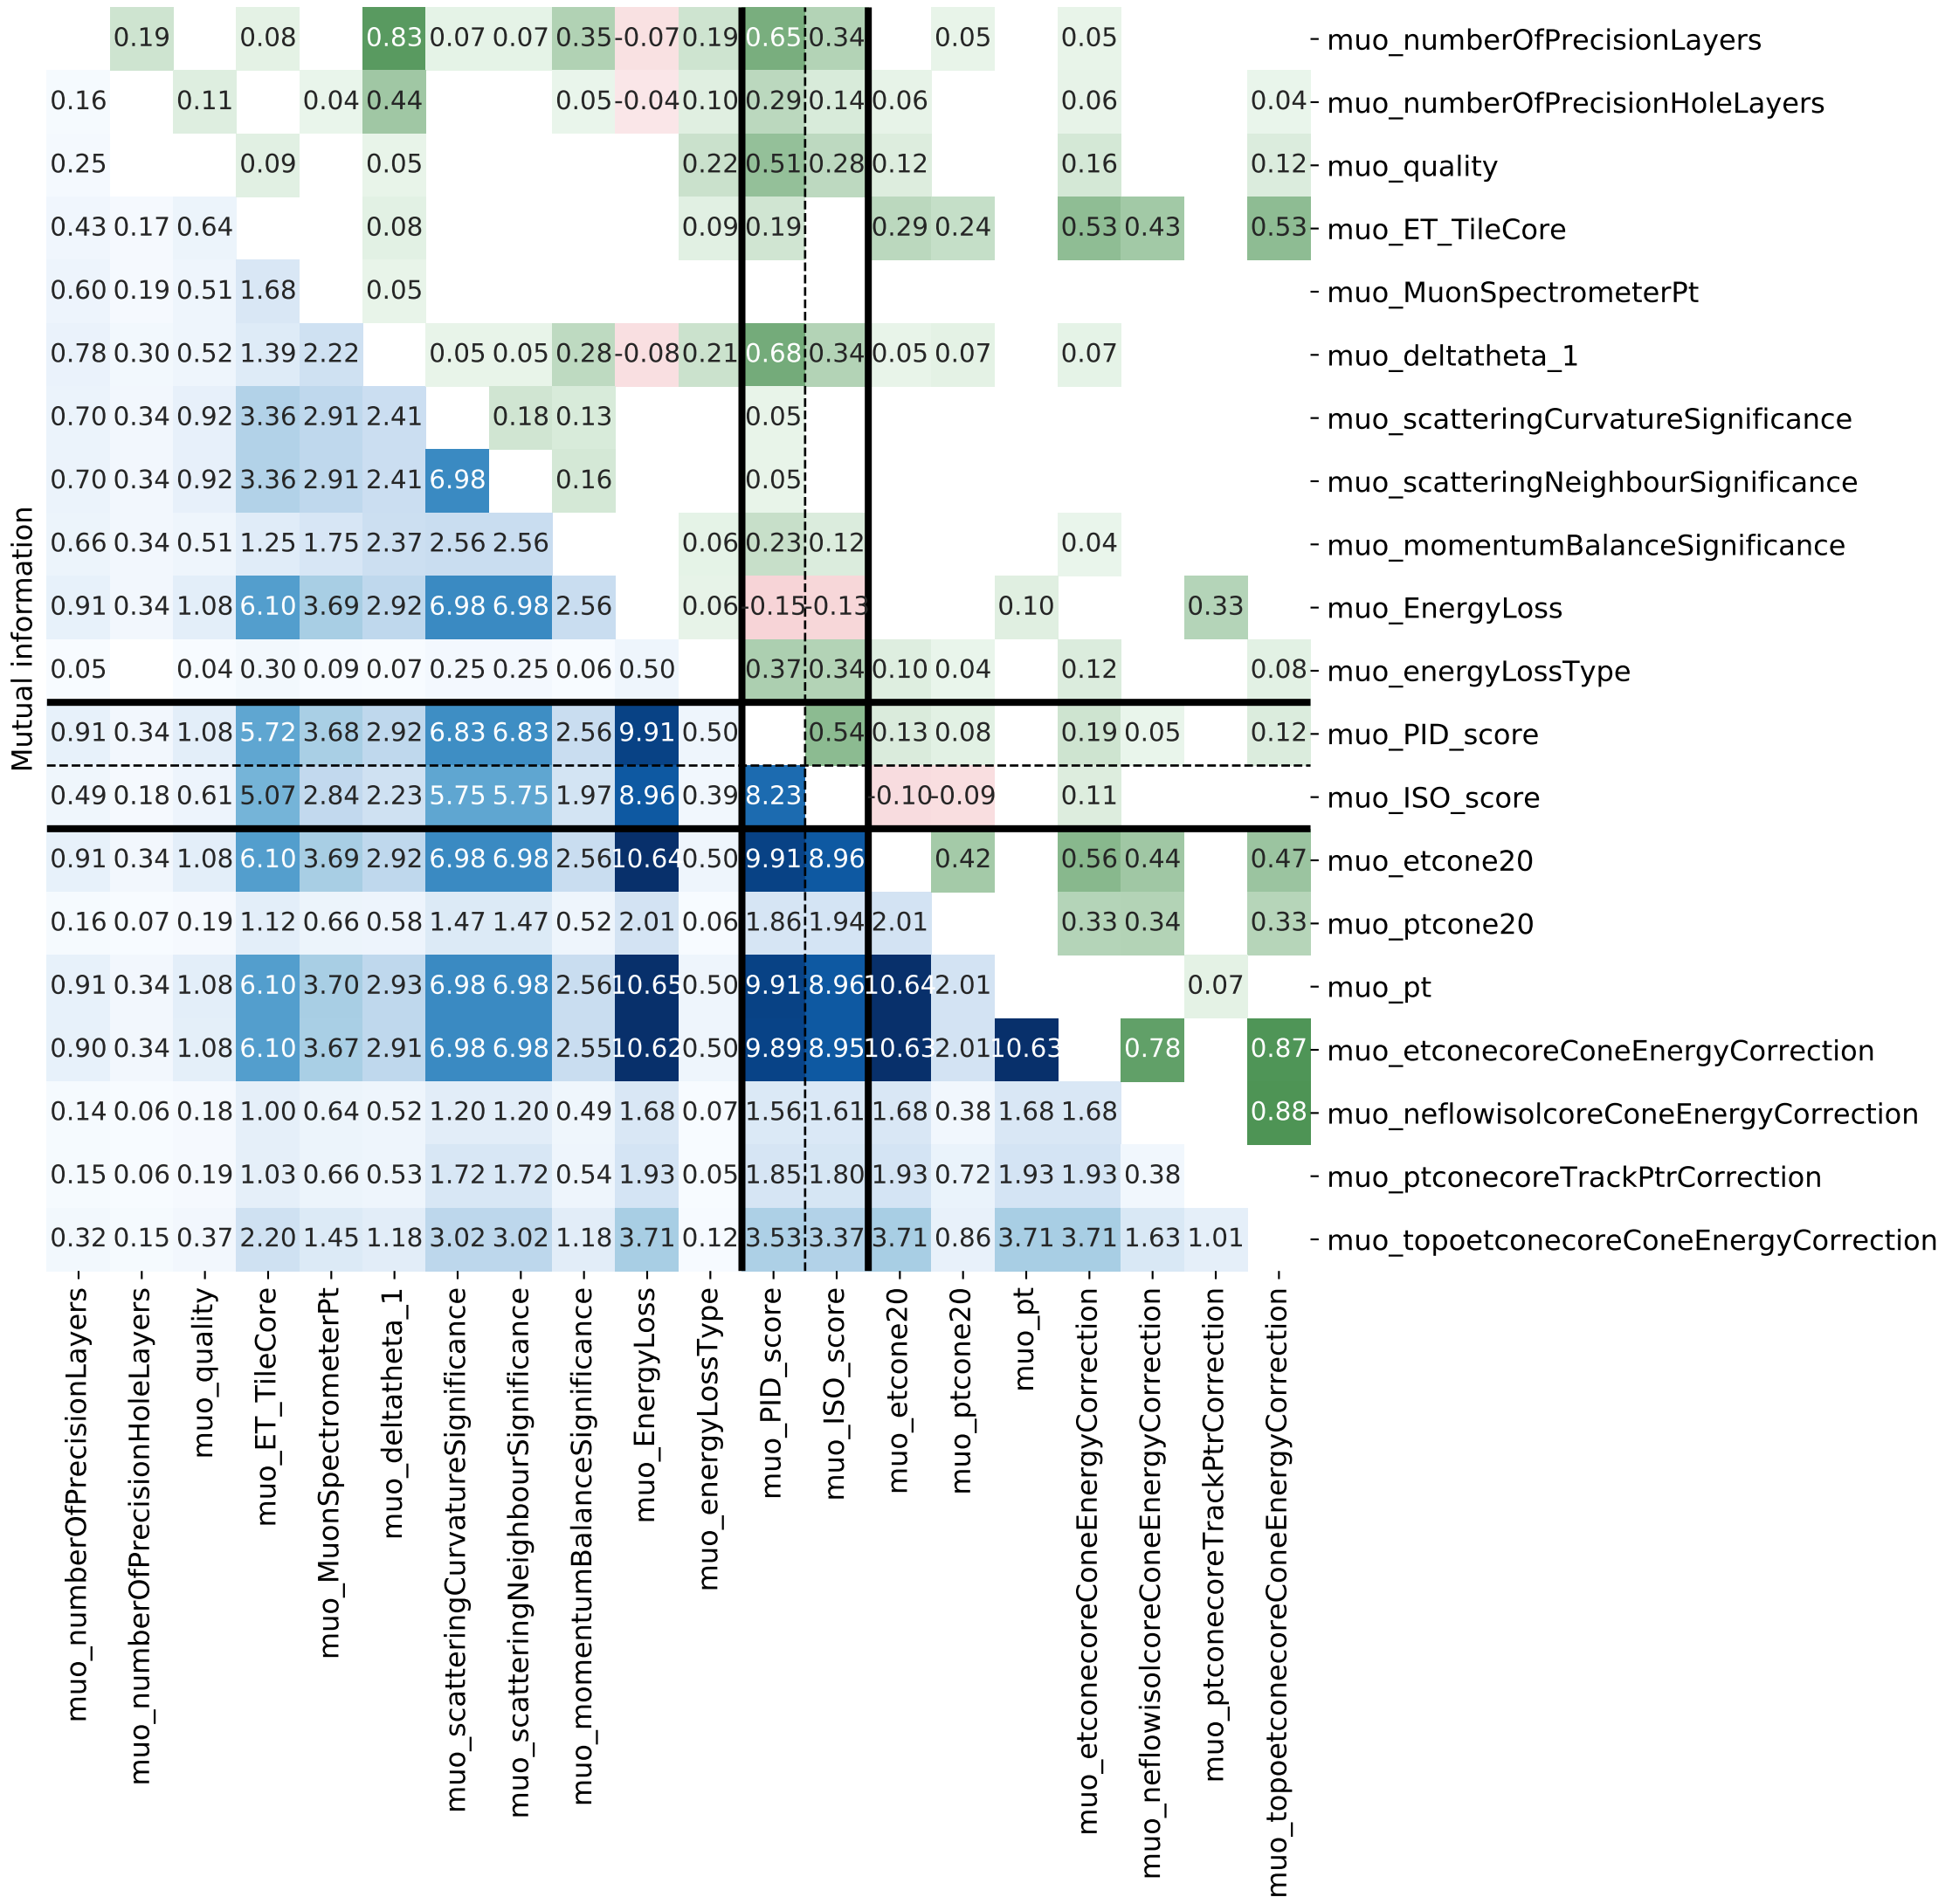 0.19 0.08 0.83 0.07 0.07 0.35 -0.07 0.19 0.65 0.34 0.05 0.05 muo_numberOfPrecisionLayers
0.16 0.11 0.04 0.44 0.05 -0.04 0.10 0.29 0.14 0.06 0.06 0.04 muo_numberOfPrecisionHoleLayers
0.25 0.09 0.05 0.22 0.51 0.28 0.12 0.16 0.12 muo_quality
0.43 0.17 0.64 0.08 0.09 0.19 0.29 0.24 0.53 0.43 0.53 muo_ET_TileCore
0.60 0.19 0.51 1.68 0.05 muo_MuonSpectrometerPt
0.78 0.30 0.52 1.39 2.22 0.05 0.05 0.28 -0.08 0.21 0.68 0.34 0.05 0.07 0.07 muo_deltatheta_1
0.70 0.34 0.92 3.36 2.91 2.41 0.18 0.13 0.05 muo_scatteringCurvatureSignificance
0.70 0.34 0.92 3.36 2.91 2.41 6.98 0.16 0.05 muo_scatteringNeighbourSignificance
0.66 0.34 0.51 1.25 1.75 2.37 2.56 2.56 0.06 0.23 0.12 0.04 muo_momentumBalanceSignificance
0.91 0.34 1.08 6.10 3.69 2.92 6.98 6.98 2.56 0.06 -0.15 -0.13 0.10 0.33 muo_EnergyLoss
0.05 0.04 0.30 0.09 0.07 0.25 0.25 0.06 0.50 0.37 0.34 0.10 0.04 0.12 0.08 muo_energyLossType
0.91 0.34 1.08 5.72 3.68 2.92 6.83 6.83 2.56 9.91 0.50 0.54 0.13 0.08 0.19 0.05 0.12 muo_PID_score
0.49 0.18 0.61 5.07 2.84 2.23 5.75 5.75 1.97 8.96 0.39 8.23 -0.10 -0.09 0.11 muo_ISO_score
0.91 0.34 1.08 6.10 3.69 2.92 6.98 6.98 2.56 10.64 0.50 9.91 8.96 0.42 0.56 0.44 0.47 muo_etcone20
0.16 0.07 0.19 1.12 0.66 0.58 1.47 1.47 0.52 2.01 0.06 1.86 1.94 2.01 0.33 0.34 0.33 muo_ptcone20
0.91 0.34 1.08 6.10 3.70 2.93 6.98 6.98 2.56 10.65 0.50 9.91 8.96 10.64 2.01 0.07 muo_pt
0.90 0.34 1.08 6.10 3.67 2.91 6.98 6.98 2.55 10.62 0.50 9.89 8.95 10.63 2.01 10.63 0.78 0.87 muo_etconecoreConeEnergyCorrection
0.14 0.06 0.18 1.00 0.64 0.52 1.20 1.20 0.49 1.68 0.07 1.56 1.61 1.68 0.38 1.68 1.68 0.88 muo_neflowisolcoreConeEnergyCorrection
0.15 0.06 0.19 1.03 0.66 0.53 1.72 1.72 0.54 1.93 0.05 1.85 1.80 1.93 0.72 1.93 1.93 0.38 muo_ptconecoreTrackPtrCorrection
0.32 0.15 0.37 2.20 1.45 1.18 3.02 3.02 1.18 3.71 0.12 3.53 3.37 3.71 0.86 3.71 3.71 1.63 1.01 muo_topoetconecoreConeEnergyCorrection
Mutual information
muo_numberOfPrecisionLayers
muo_numberOfPrecisionHoleLayers
muo_quality
muo_ET_TileCore
muo_MuonSpectrometerPt
muo_deltatheta_1
muo_scatteringCurvatureSignificance
muo_scatteringNeighbourSignificance
muo_momentumBalanceSignificance
muo_EnergyLoss
muo_energyLossType
muo_PID_score
muo_ISO_score
muo_etcone20
muo_ptcone20
muo_pt
muo_etconecoreConeEnergyCorrection
muo_neflowisolcoreConeEnergyCorrection
muo_ptconecoreTrackPtrCorrection
muo_topoetconecoreConeEnergyCorrection